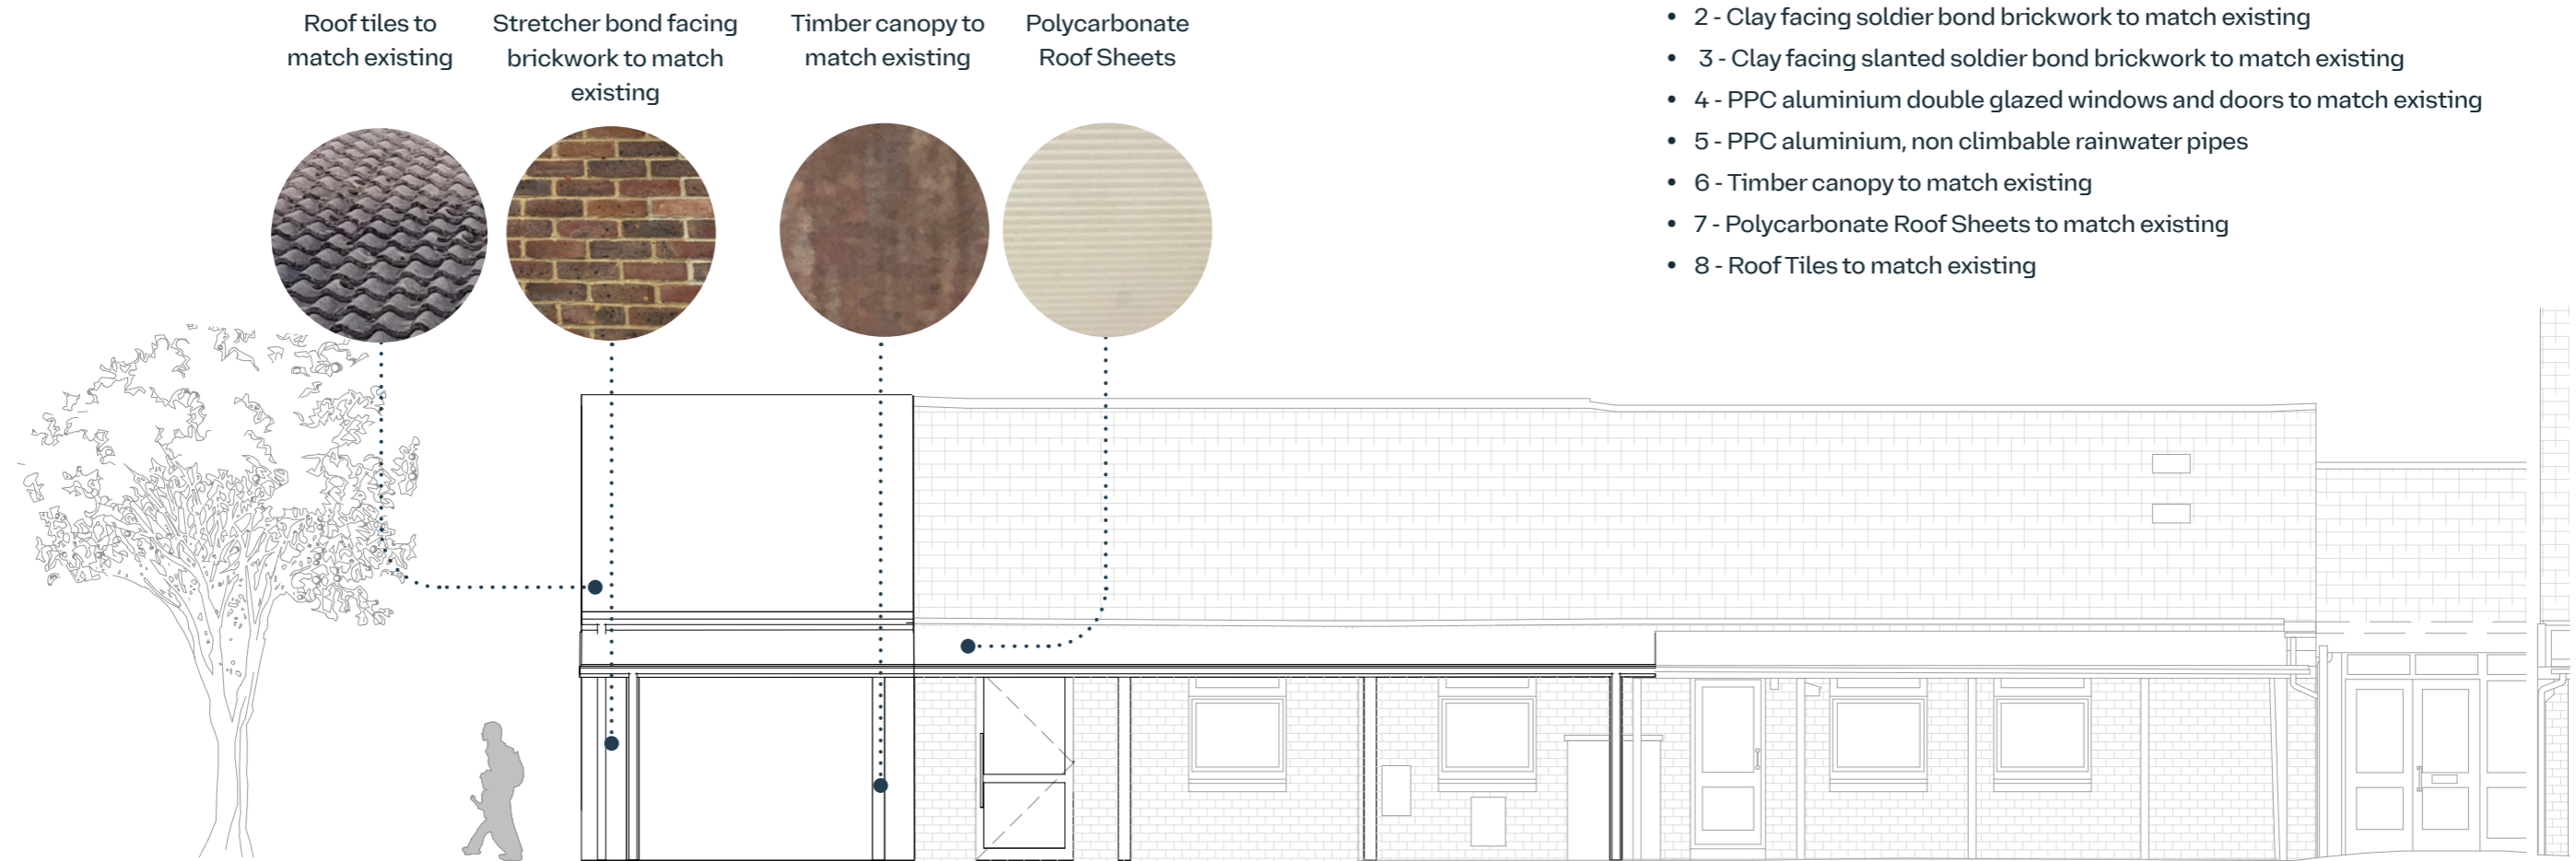 Roof tiles to
match existing
Stretcher bond facing
brickwork to match
existing
Timber canopy to
match existing
Polycarbonate
Roof Sheets
• 2 - Clay facing soldier bond brickwork to match existing
• 3 - Clay facing slanted soldier bond brickwork to match existing
• 4 - PPC aluminium double glazed windows and doors to match existing
• 5 - PPC aluminium, non climbable rainwater pipes
• 6 - Timber canopy to match existing
• 7 - Polycarbonate Roof Sheets to match existing
• 8 - Roof Tiles to match existing